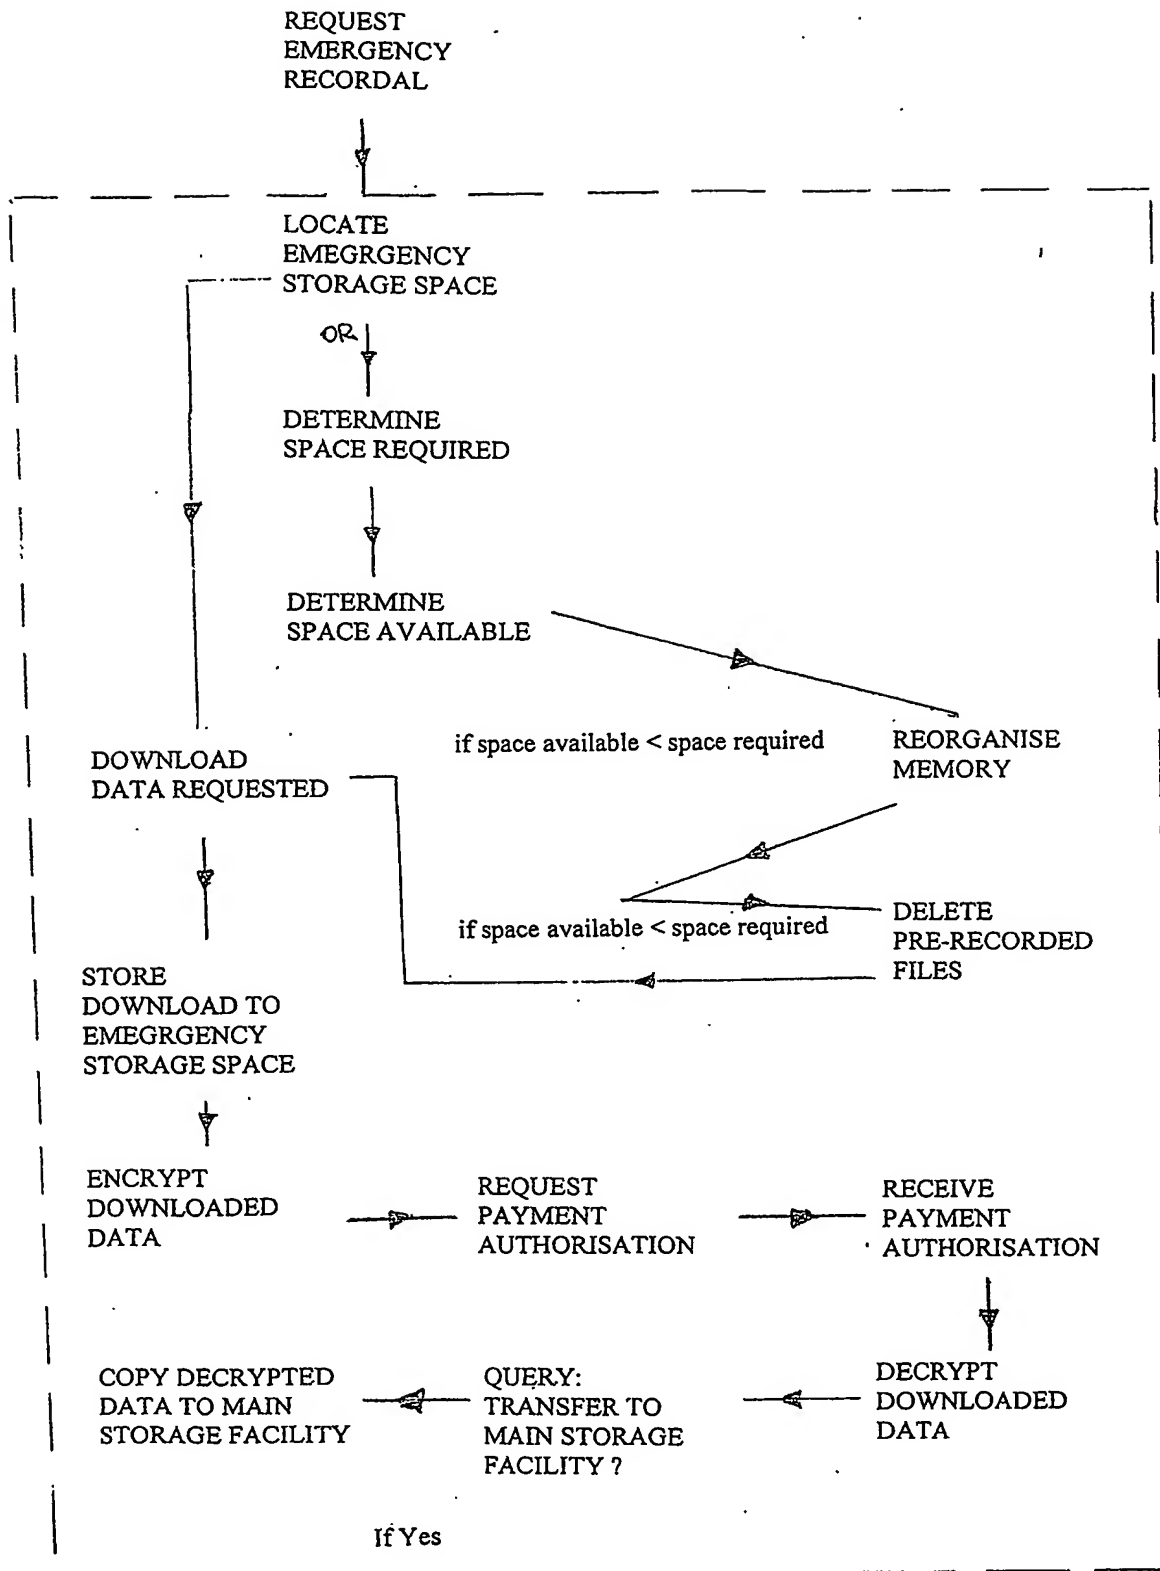 REQUEST
EMERGENCY
RECORDAL
LOCATE
EMEGRGENCY
STORAGE SPACE
OR
DETERMINE
SPACE REQUIRED
DETERMINE
SPACE AVAILABLE
if space available < space required
REORGANISE
MEMORY
DOWNLOAD
DATA REQUESTED
if space available < space required
DELETE
PRE-RECORDED
FILES
STORE
DOWNLOAD TO
EMEGRGENCY
STORAGE SPACE
ENCRYPT
DOWNLOADED
DATA
REQUEST
PAYMENT
AUTHORISATION
RECEIVE
PAYMENT
AUTHORISATION
DECRYPT
DOWNLOADED
DATA
QUERY:
TRANSFER TO
MAIN STORAGE
FACILITY ?
COPY DECRYPTED
DATA TO MAIN
STORAGE FACILITY
If Yes